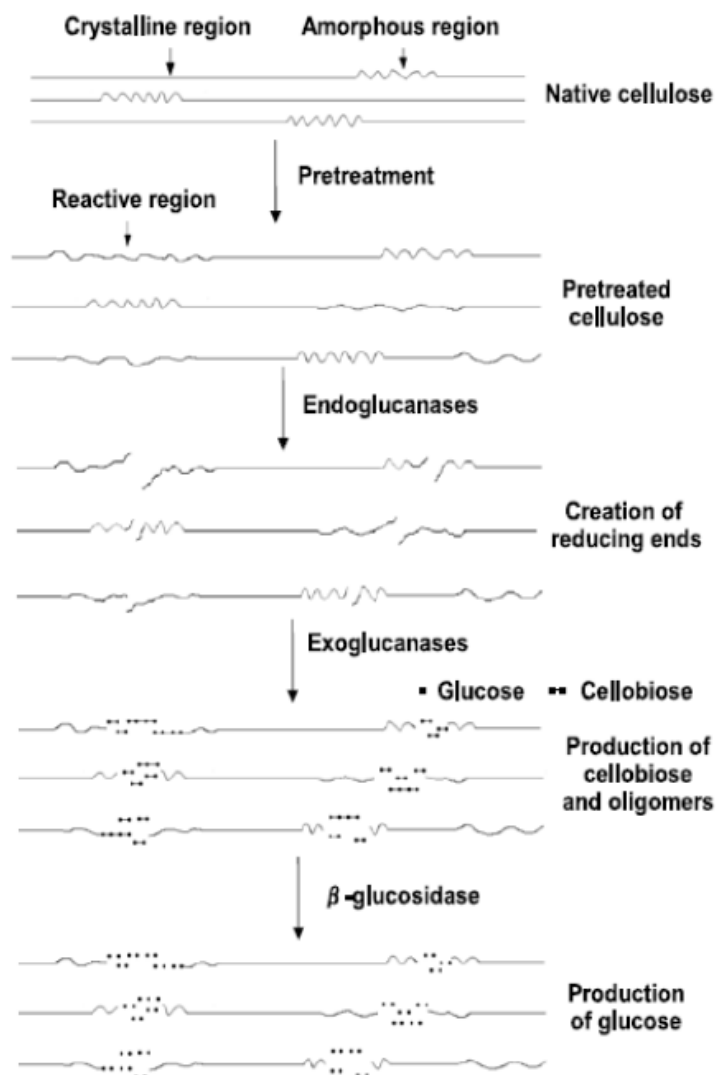 Crystalline region
Amorphous region
Native cellulose
Pretreatment
Reactive region
Pretreated
cellulose
Endoglucanases
Creation of
reducing ends
Exoglucanases
Glucose
Cellobiose
Production of
cellobiose
and oligomers
β-glucosidase
Production
of glucose